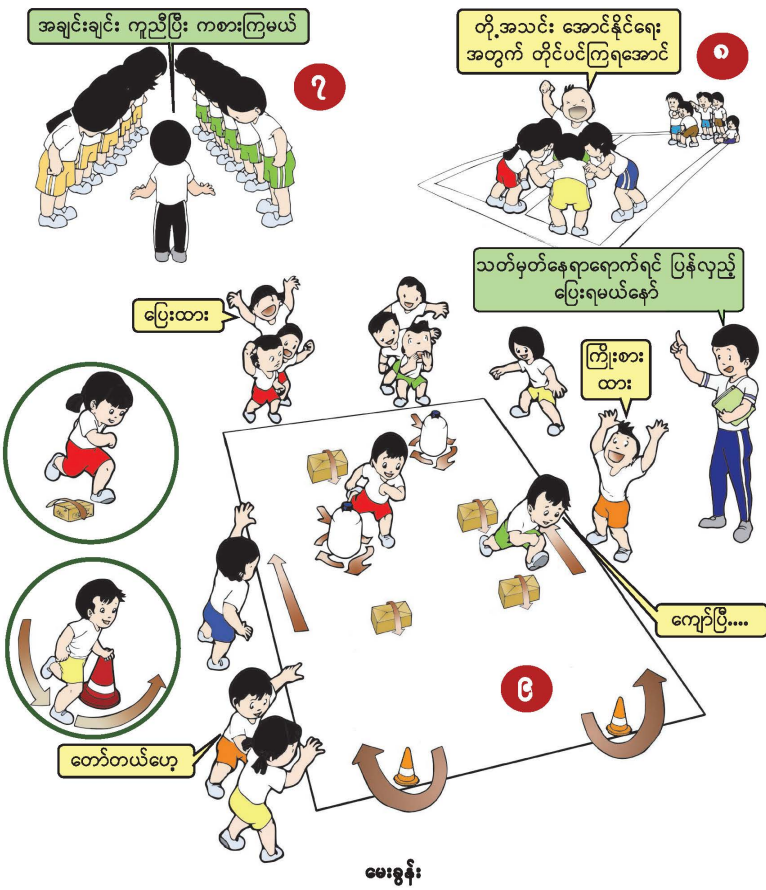 အချင်းချင်း ကူညီပြီး ကစားကြမယ်
၇
တို့အသင်း အောင်နိုင်ရေး
အတွက် တိုင်ပင်ကြရအောင်
၈
သတ်မှတ်နေရာရောက်ရင် ပြန်လှည့်
ပြေးရမယ်နော်
ပြေးထား
ကြိုးစား
ထား
ကျော်ပြီ....
၉
တော်တယ်ဟေ့
မေးခွန်း